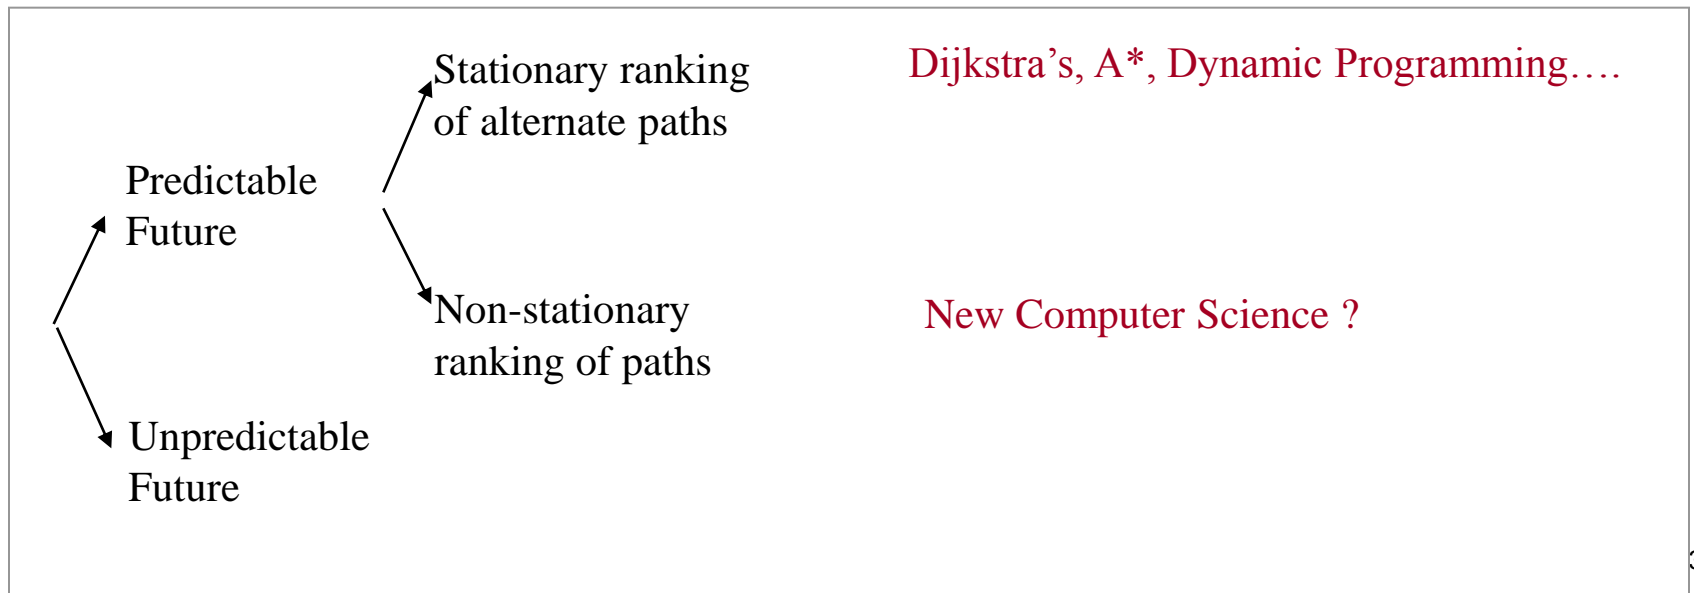 Stationary ranking
of alternate paths
Dijkstra’s, A*, Dynamic Programming….
Predictable
Future
Non-stationary
ranking of paths
New Computer Science ?
Unpredictable
Future